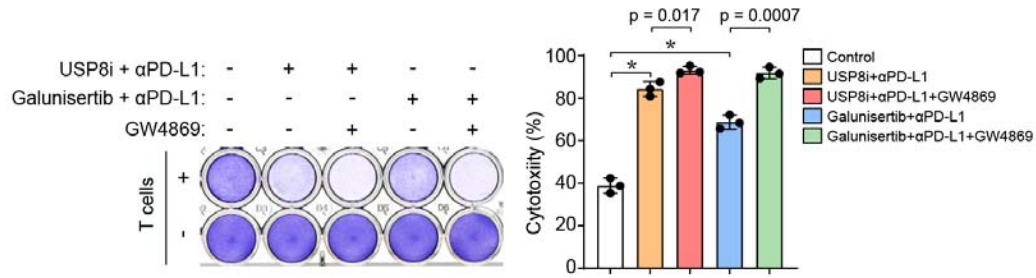 USP8i + αPD-L1: - + + - -
Galunisertib + αPD-L1: - - - + +
GW4869: - - + - +
T cells
+
-
p = 0.017
p = 0.0007
*
*
Cytotoxiity (%)
100
80
60
40
20
0
Control
USP8i+αPD-L1
USP8i+αPD-L1+GW4869
Galunisertib+αPD-L1
Galunisertib+αPD-L1+GW4869